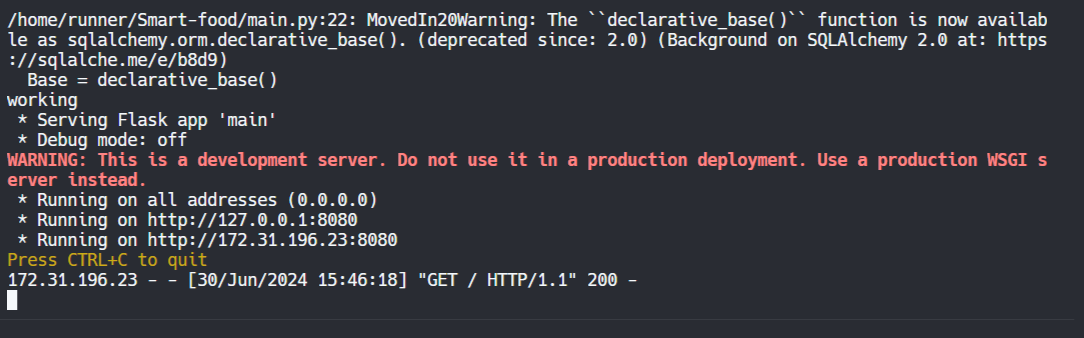 /home/runner/Smart-food/main.py:22: MovedIn20Warning: The ``declarative_base()`` function is now availab
le as sqlalchemy.orm.declarative_base(). (deprecated since: 2.0) (Background on SQLAlchemy 2.0 at: https
://sqlalche.me/e/b8d9)
  Base = declarative_base()
working
 * Serving Flask app 'main'
 * Debug mode: off
WARNING: This is a development server. Do not use it in a production deployment. Use a production WSGI s
erver instead.
 * Running on all addresses (0.0.0.0)
 * Running on http://127.0.0.1:8080
 * Running on http://172.31.196.23:8080
Press CTRL+C to quit
172.31.196.23 - - [30/Jun/2024 15:46:18] "GET / HTTP/1.1" 200 -